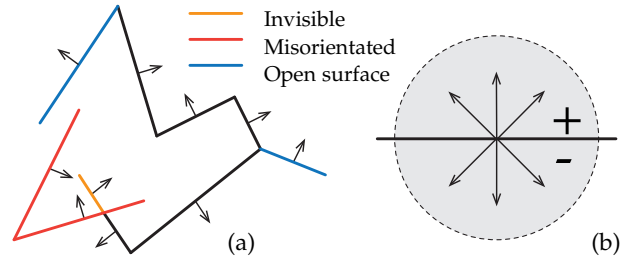 Invisible
Misorientated
Open surface
+
-
(a)
(b)